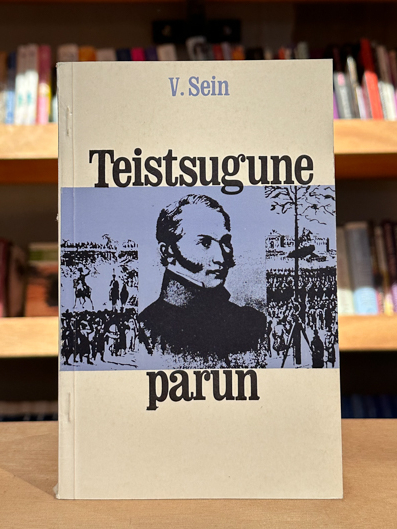 V. Sein
Teistsugune
parun